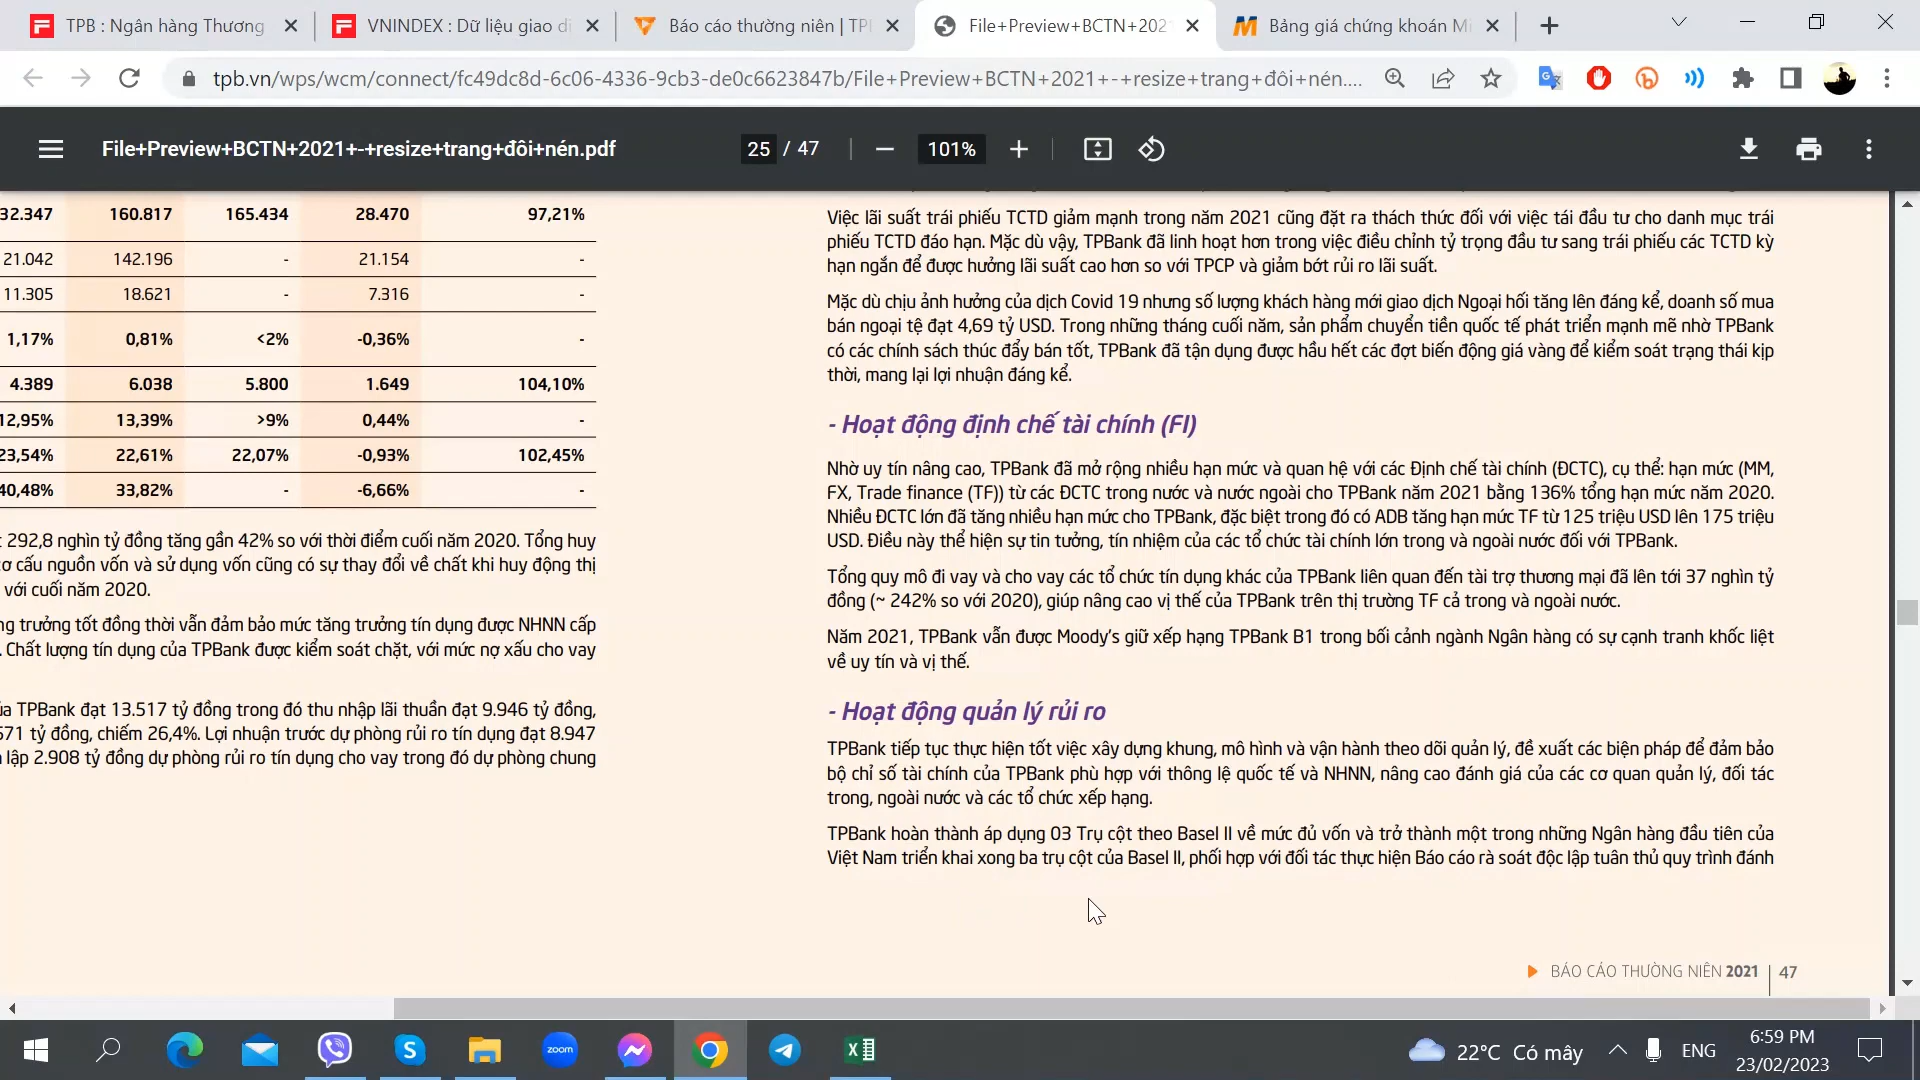 TPB : Ngân hàng Thương
VNINDEX : Dữ liệu giao dị
Báo cáo thường niên | TPI
File+Preview+BCTN+202
Bảng giá chứng khoán Mi
tpb.vn/wps/wcm/connect/fc49dc8d-6c06-4336-9cb3-de0c6623847b/File+Preview+BCTN+2021+-+resize+trang+đôi+nén....
File+Preview+BCTN+2021+-+resize+trang+đôi+nén.pdf
25 / 47
101%
32.347 160.817 165.434 28.470 97,21%
21.042 142.196 - 21.154 -
11.305 18.621 - 7.316 -
1,17% 0,81% <2% -0,36% -
4.389 6.038 5.800 1.649 104,10%
12,95% 13,39% >9% 0,44% -
23,54% 22,61% 22,07% -0,93% 102,45%
40,48% 33,82% - -6,66% -
292,8 nghìn tỷ đồng tăng gần 42% so với thời điểm cuối năm 2020. Tổng huy
cơ cấu nguồn vốn và sử dụng vốn cũng có sự thay đổi về chất khi huy động thị
với cuối năm 2020.
ng trưởng tốt đồng thời vẫn đảm bảo mức tăng trưởng tín dụng được NHNN cấp
. Chất lượng tín dụng của TPBank được kiểm soát chặt, với mức nợ xấu cho vay
ủa TPBank đạt 13.517 tỷ đồng trong đó thu nhập lãi thuần đạt 9.946 tỷ đồng,
571 tỷ đồng, chiếm 26,4%. Lợi nhuận trước dự phòng rủi ro tín dụng đạt 8.947
lập 2.908 tỷ đồng dự phòng rủi ro tín dụng cho vay trong đó dự phòng chung
Việc lãi suất trái phiếu TCTD giảm mạnh trong năm 2021 cũng đặt ra thách thức đối với việc tái đầu tư cho danh mục trái
phiếu TCTD đáo hạn. Mặc dù vậy, TPBank đã linh hoạt hơn trong việc điều chỉnh tỷ trọng đầu tư sang trái phiếu các TCTD kỳ
hạn ngắn để được hưởng lãi suất cao hơn so với TPCP và giảm bớt rủi ro lãi suất.
Mặc dù chịu ảnh hưởng của dịch Covid 19 nhưng số lượng khách hàng mới giao dịch Ngoại hối tăng lên đáng kể, doanh số mua
bán ngoại tệ đạt 4,69 tỷ USD. Trong những tháng cuối năm, sản phẩm chuyển tiền quốc tế phát triển mạnh mẽ nhờ TPBank
có các chính sách thúc đẩy bán tốt, TPBank đã tận dụng được hầu hết các đợt biến động giá vàng để kiểm soát trạng thái kịp
thời, mang lại lợi nhuận đáng kể.
- Hoạt động định chế tài chính (FI)
Nhờ uy tín nâng cao, TPBank đã mở rộng nhiều hạn mức và quan hệ với các Định chế tài chính (ĐCTC), cụ thể: hạn mức (MM,
FX, Trade finance (TF)) từ các ĐCTC trong nước và nước ngoài cho TPBank năm 2021 bằng 136% tổng hạn mức năm 2020.
Nhiều ĐCTC lớn đã tăng nhiều hạn mức cho TPBank, đặc biệt trong đó có ADB tăng hạn mức TF từ 125 triệu USD lên 175 triệu
USD. Điều này thể hiện sự tin tưởng, tín nhiệm của các tổ chức tài chính lớn trong và ngoài nước đối với TPBank.
Tổng quy mô đi vay và cho vay các tổ chức tín dụng khác của TPBank liên quan đến tài trợ thương mại đã lên tới 37 nghìn tỷ
đồng (~ 242% so với 2020), giúp nâng cao vị thế của TPBank trên thị trường TF cả trong và ngoài nước.
Năm 2021, TPBank vẫn được Moody's giữ xếp hạng TPBank B1 trong bối cảnh ngành Ngân hàng có sự cạnh tranh khốc liệt
về uy tín và vị thế.
- Hoạt động quản lý rủi ro
TPBank tiếp tục thực hiện tốt việc xây dựng khung, mô hình và vận hành theo dõi quản lý, đề xuất các biện pháp để đảm bảo
bộ chỉ số tài chính của TPBank phù hợp với thông lệ quốc tế và NHNN, nâng cao đánh giá của các cơ quan quản lý, đối tác
trong, ngoài nước và các tổ chức xếp hạng.
TPBank hoàn thành áp dụng 03 Trụ cột theo Basel II về mức đủ vốn và trở thành một trong những Ngân hàng đầu tiên của
Việt Nam triển khai xong ba trụ cột của Basel II, phối hợp với đối tác thực hiện Báo cáo rà soát độc lập tuân thủ quy trình đánh
BÁO CÁO THƯỜNG NIÊN 2021 | 47
zoom
22°C Có mây
ENG
6:59 PM
23/02/2023